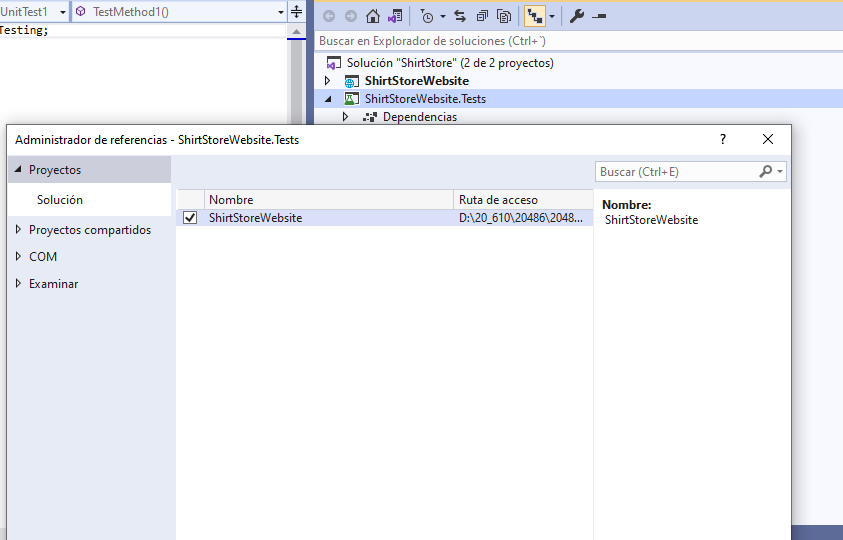 UnitTest1
TestMethod1()
Testing;
Buscar en Explorador de soluciones (Ctrl+`)
Solución "ShirtStore" (2 de 2 proyectos)
ShirtStoreWebsite
ShirtStoreWebsite.Tests
Dependencias
Administrador de referencias - ShirtStoreWebsite.Tests
?
Proyectos
Solución
Proyectos compartidos
COM
Examinar
Buscar (Ctrl+E)
Nombre
Ruta de acceso
ShirtStoreWebsite
D:\20_610\20486\2048...
Nombre:
ShirtStoreWebsite